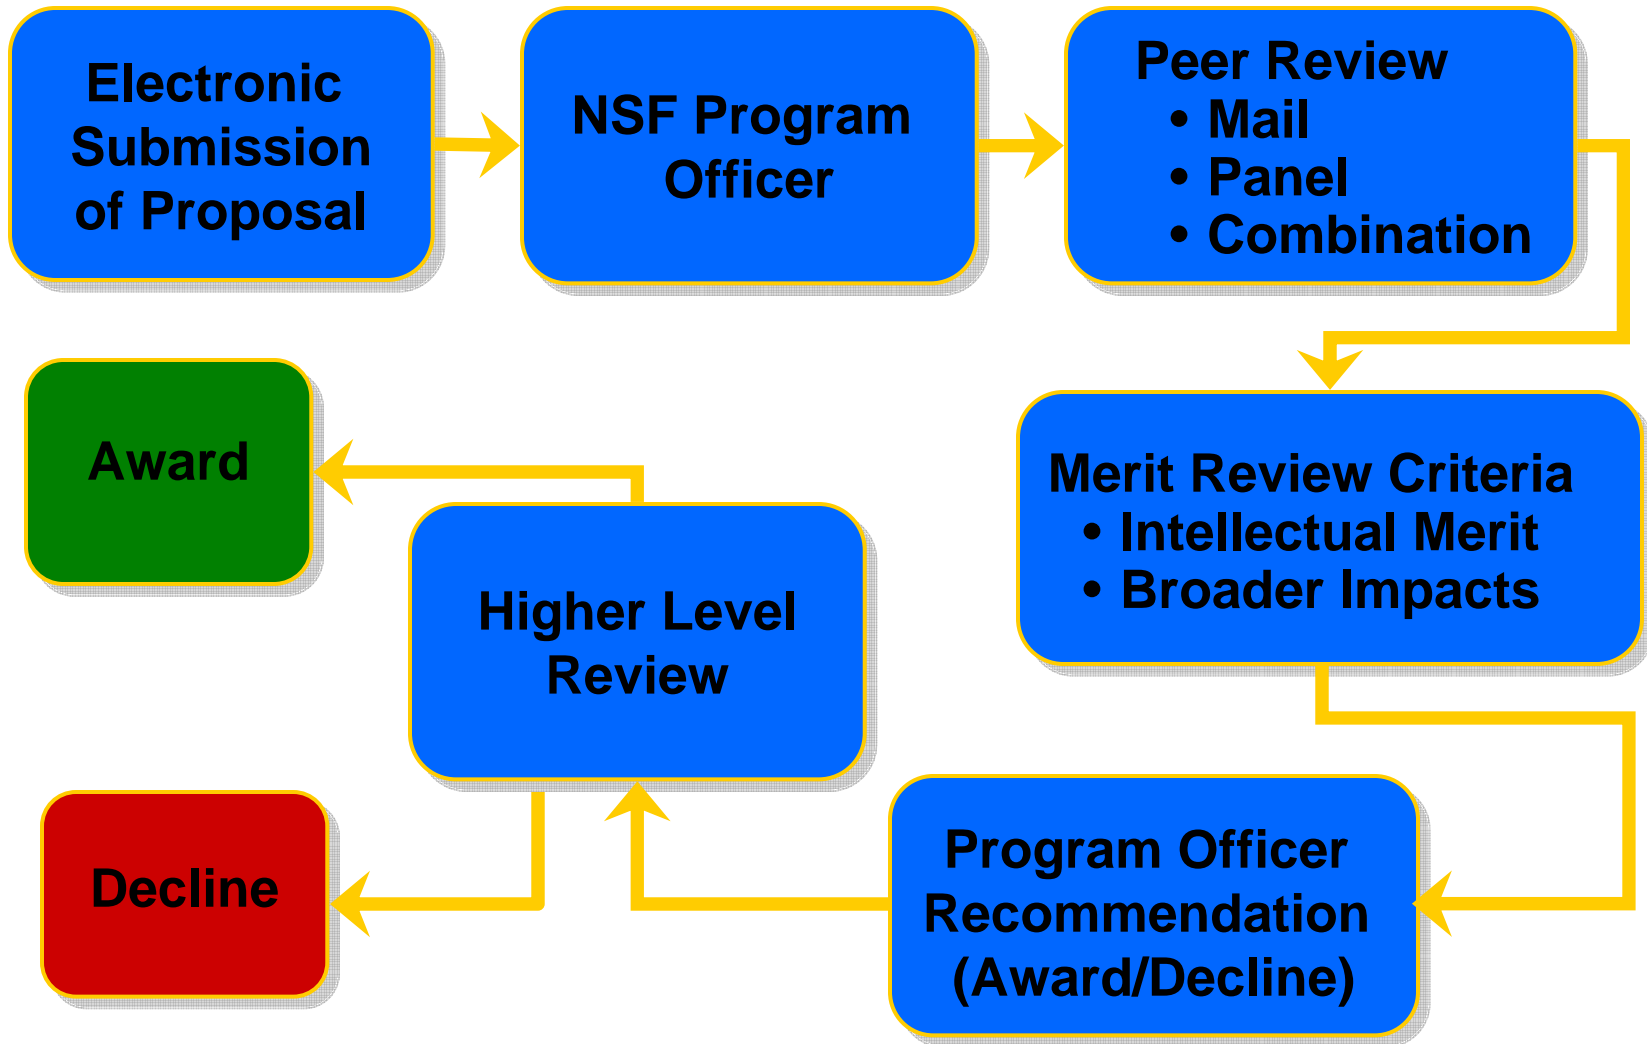 Electronic
Submission
of Proposal
NSF Program
Officer
Peer Review
• Mail
• Panel
• Combination
Merit Review Criteria
• Intellectual Merit
• Broader Impacts
Program Officer
Recommendation
(Award/Decline)
Higher Level
Review
Award
Decline